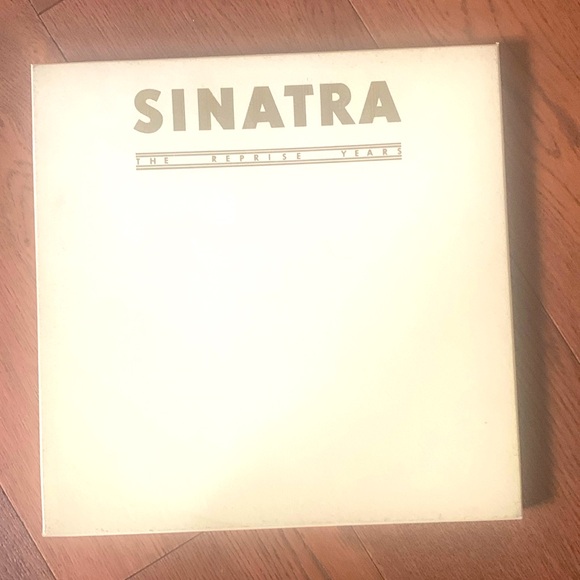 SINATRA
THE REPRISE YEARS